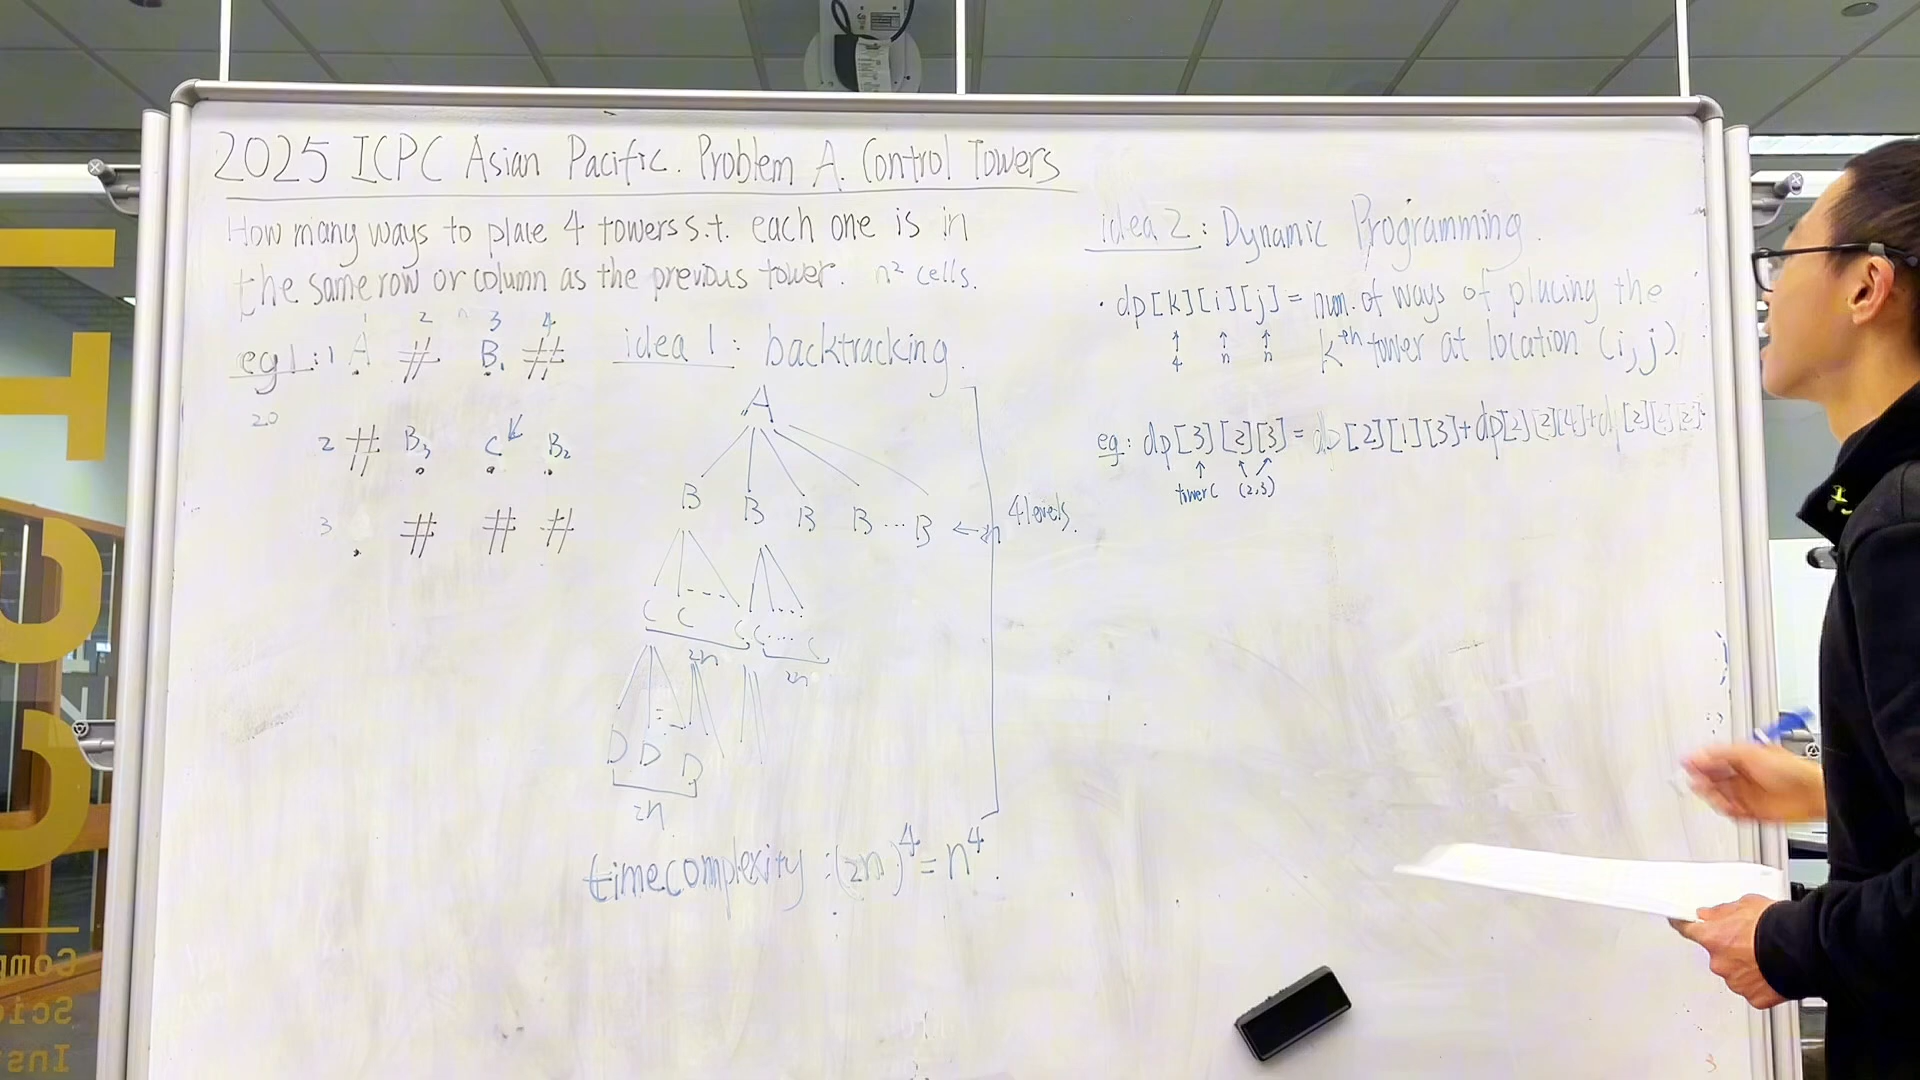 2025 ICPC Asian Pacific. Problem A. Control Towers
How many ways to place 4 towers s.t. each one is in
the same row or column as the previous tower. n² cells.
1 2 3 4
eg1: 1 A # B. #
20
2 # B₃ C B₂
3 . # # #
idea 1: backtracking.
A
B B B B ... B ← 2n
4 levels.
C C C C .... C
2n 2n
D D D
2n
time complexity: (2n)⁴ = n⁴.
idea 2: Dynamic Programming.
· dp[k][i][j] = num. of ways of placing the
4 n n kth tower at location (i,j).
eg: dp[3][2][3] = dp[2][1][3]+dp[2][2][4]+dp[2][2][2]
tower C (2,3)
3